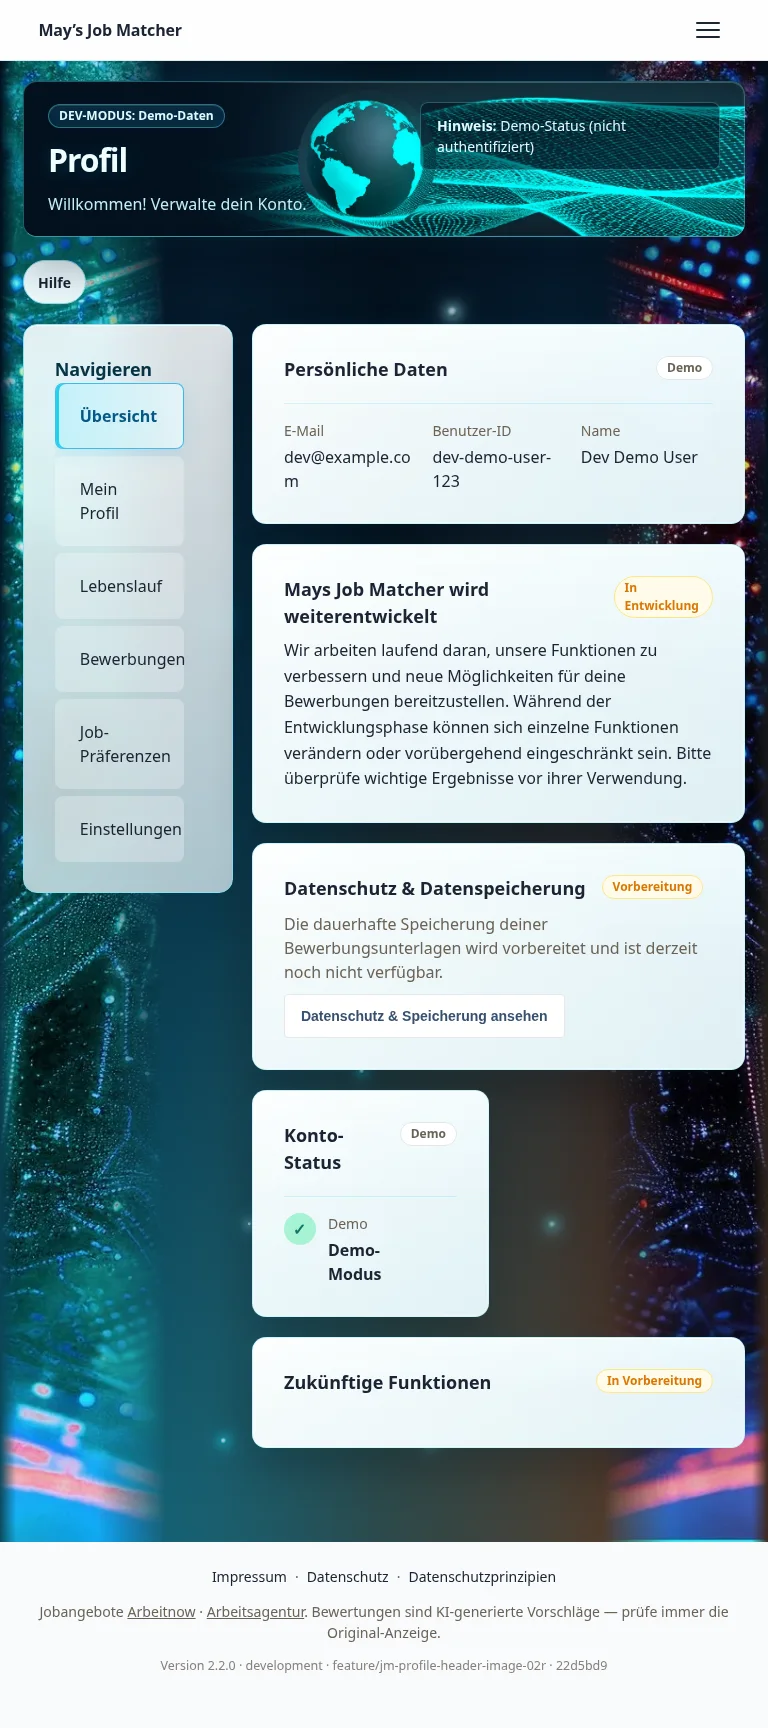 May’s Job Matcher
DEV-MODUS: Demo-Daten
Profil
Willkommen! Verwalte dein Konto.
Hinweis: Demo-Status (nicht
authentifiziert)
Hilfe
Navigieren
Übersicht
Mein
Profil
Lebenslauf
Bewerbungen
Job-
Präferenzen
Einstellungen
Persönliche Daten
Demo
E-Mail
dev@example.co
m
Benutzer-ID
dev-demo-user-
123
Name
Dev Demo User
Mays Job Matcher wird
weiterentwickelt
In
Entwicklung
Wir arbeiten laufend daran, unsere Funktionen zu
verbessern und neue Möglichkeiten für deine
Bewerbungen bereitzustellen. Während der
Entwicklungsphase können sich einzelne Funktionen
verändern oder vorübergehend eingeschränkt sein. Bitte
überprüfe wichtige Ergebnisse vor ihrer Verwendung.
Datenschutz & Datenspeicherung
Vorbereitung
Die dauerhafte Speicherung deiner
Bewerbungsunterlagen wird vorbereitet und ist derzeit
noch nicht verfügbar.
Datenschutz & Speicherung ansehen
Konto-
Status
Demo
✓
Demo
Demo-
Modus
Zukünftige Funktionen
In Vorbereitung
Impressum · Datenschutz · Datenschutzprinzipien
Jobangebote Arbeitnow · Arbeitsagentur. Bewertungen sind KI-generierte Vorschläge — prüfe immer die
Original-Anzeige.
Version 2.2.0 · development · feature/jm-profile-header-image-02r · 22d5bd9